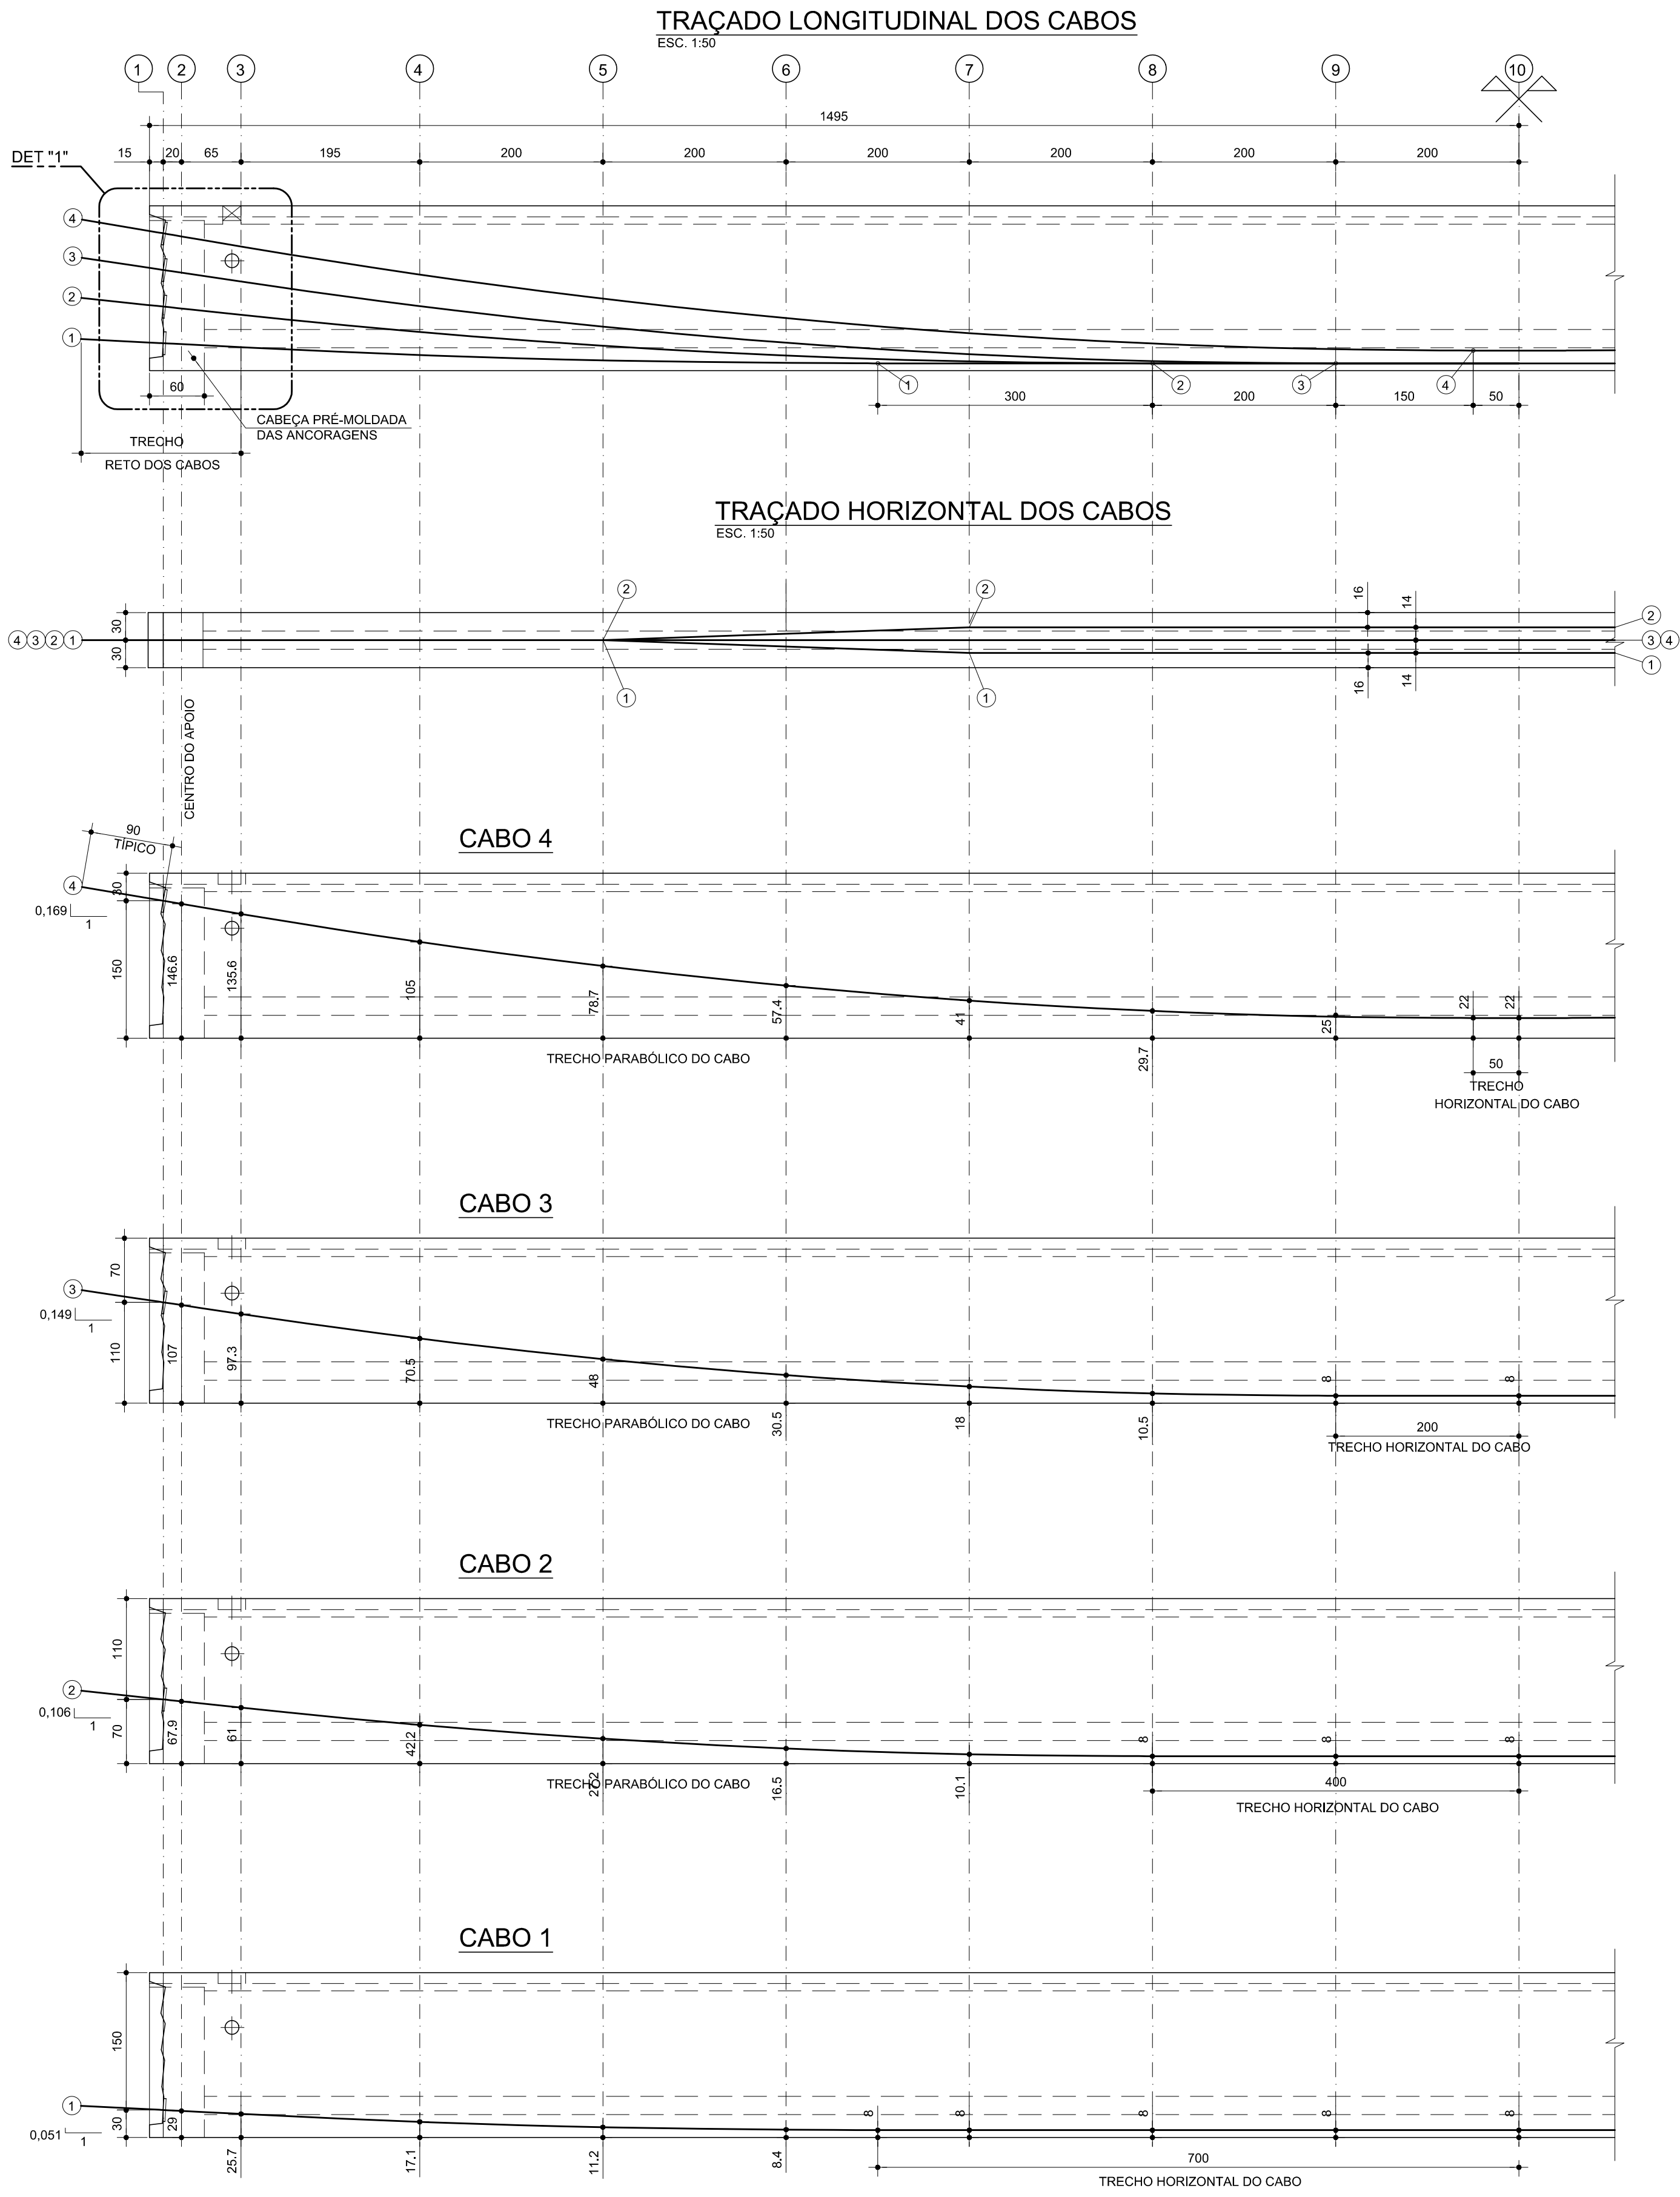 TRAÇADO LONGITUDINAL DOS CABOS
ESC. 1:50
1 2 3 4 5 6 7 8 9 10
1495
15 20 65 195 200 200 200 200 200 200
DET "1"
4
3
2
1
1 2 3 4
60
300 200 150 50
CABEÇA PRÉ-MOLDADA
DAS ANCORAGENS
TRECHO
RETO DOS CABOS
TRAÇADO HORIZONTAL DOS CABOS
ESC. 1:50
2 2
16 14
30
2
4 3 2 1
3 4
30
1
1 1
16 14
CENTRO DO APOIO
CABO 4
90
TÍPICO
4
30
0,169
1
150
146.6 135.6 105 78.7 57.4 41 29.7 25 22 22
TRECHO PARABÓLICO DO CABO
50
TRECHO
HORIZONTAL DO CABO
CABO 3
70
3
0,149
1
110
107 97.3 70.5 48 30.5 18 10.5 8 8
TRECHO PARABÓLICO DO CABO
200
TRECHO HORIZONTAL DO CABO
CABO 2
110
2
0,106
1
70
67.9 61 42.2 27.2 16.5 10.1 8 8 8
TRECHO PARABÓLICO DO CABO
400
TRECHO HORIZONTAL DO CABO
CABO 1
150
1
0,051
1
30
29 25.7 17.1 11.2 8.4 8 8 8 8 8
700
TRECHO HORIZONTAL DO CABO